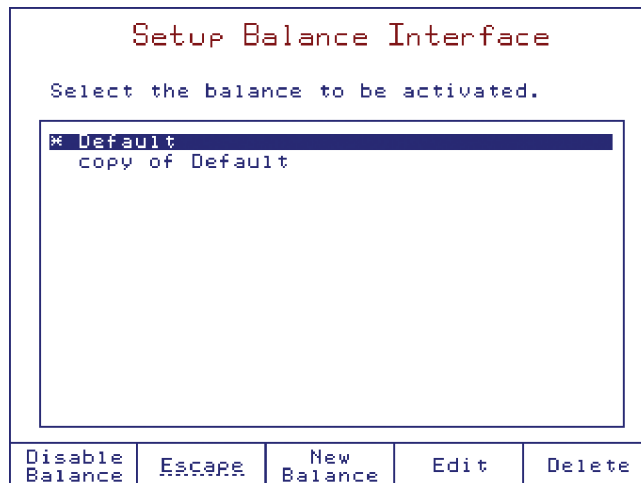 Setup Balance Interface
Select the balance to be activated.
* Default
copy of Default
Disable Balance
Escape
New Balance
Edit
Delete